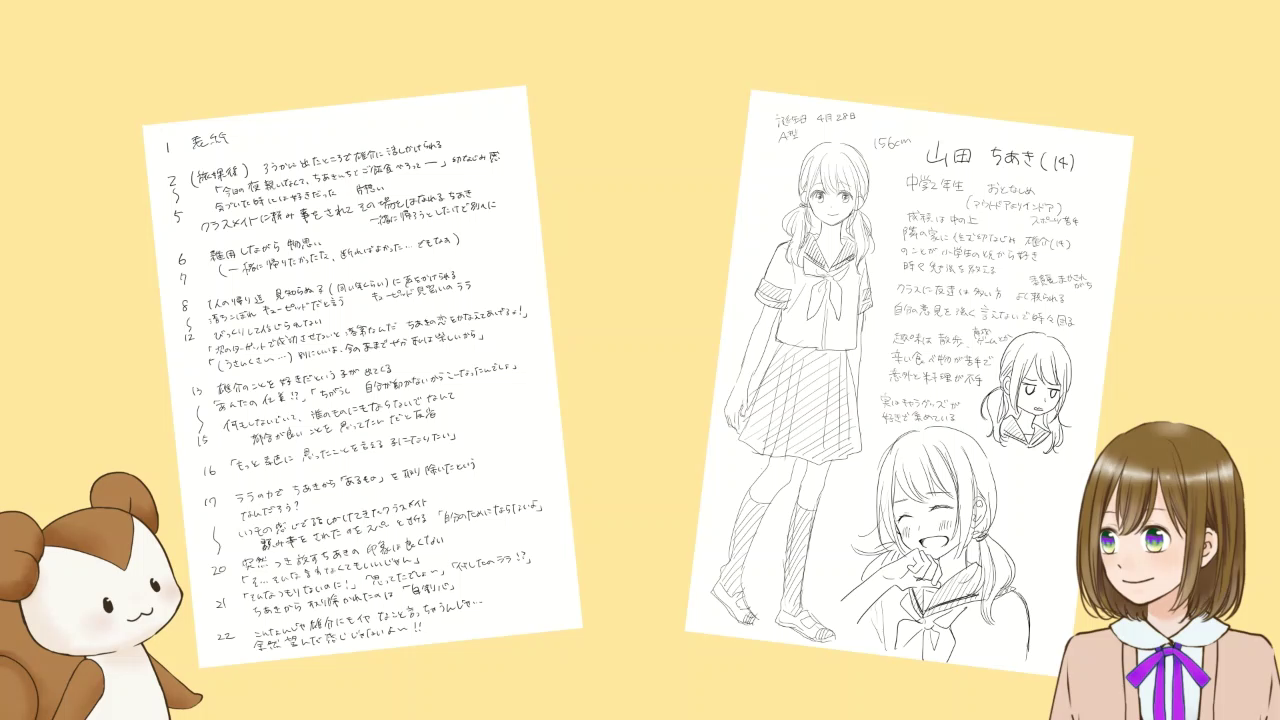 1 表紙
2 (放課後) ろうかに出たところで雄介に話しかけられる
〜 「今日の夜親いなくて、ちあきんちとご飯食べろってー」幼なじみ
気づいた時には好きだった 片想い
5 クラスメイトに頼み事をされてその場をはなれるちあき
一緒に帰ろうとしたけど別々に
6 雑用しながら物思い
7 (一緒に帰りたかったな、断ればよかった…でもなぁ)
8 1人の帰り道 見知らぬ子(同い年くらい)に声をかけられる
〜 落ちこぼれキューピッドだと言う キューピッド見習いのララ
12 びっくりして信じられない
「次のターゲットで成功させないと落第なんだ ちあきの恋をかなえてあげるよ!」
「(うさんくさい…)別にいいよ、今のままでやか私は楽しいから」
13 雄介のことを好きだという子が出てくる
〜 「あんたの仕業!?」「ちがうし 自分が動かないからこーなったんでしょ」
何もしないでいて、誰のものにもならないでなんて
15 都合が良いことを思ってたんだと反省
16 「もっと素直に思ったことを言える子になりたい」
17 ララの力でちあきから「あるもの」を取り除いたという
〜 なんだろう?
いつもの感じで話しかけてきたクラスメイト
頼み事をされたのをズバッと断る 「自分のためにならないよ」
20 突然つき放すちあきの印象は良くない
「そ…そんな言い方しなくてもいいじゃん」
21 「そんなつもりないのに!」「思ってたでしょ〜」「何したのララ!?」
ちあきから取り除かれたのは「自制心」
22 こんなんじゃ雄介にもイヤなこと言っちゃうんじゃ…
全然望んだ感じじゃないよ〜!!
誕生日 4月28日
A型
156cm
山田 ちあき(14)
中学2年生 おとなしめ
(アウトドアよりインドア)
成績は中の上 スポーツ苦手
隣の家に住む幼なじみ 雄介(14)
のことが小学生の頃から好き
時々勉強を教える
クラスに友達は多い方 よく頼られる
自分の意見を強く言えないで時々困る
趣味は散歩、
辛い食べ物が苦手で
意外と料理が不手
実はキャラグッズが
好きで集めている